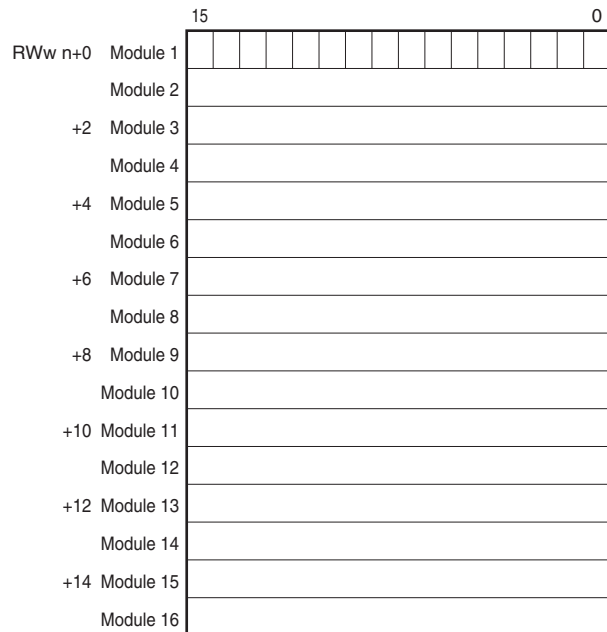 15 0
RWw n+0 Module 1
Module 2
+2 Module 3
Module 4
+4 Module 5
Module 6
+6 Module 7
Module 8
+8 Module 9
Module 10
+10 Module 11
Module 12
+12 Module 13
Module 14
+14 Module 15
Module 16